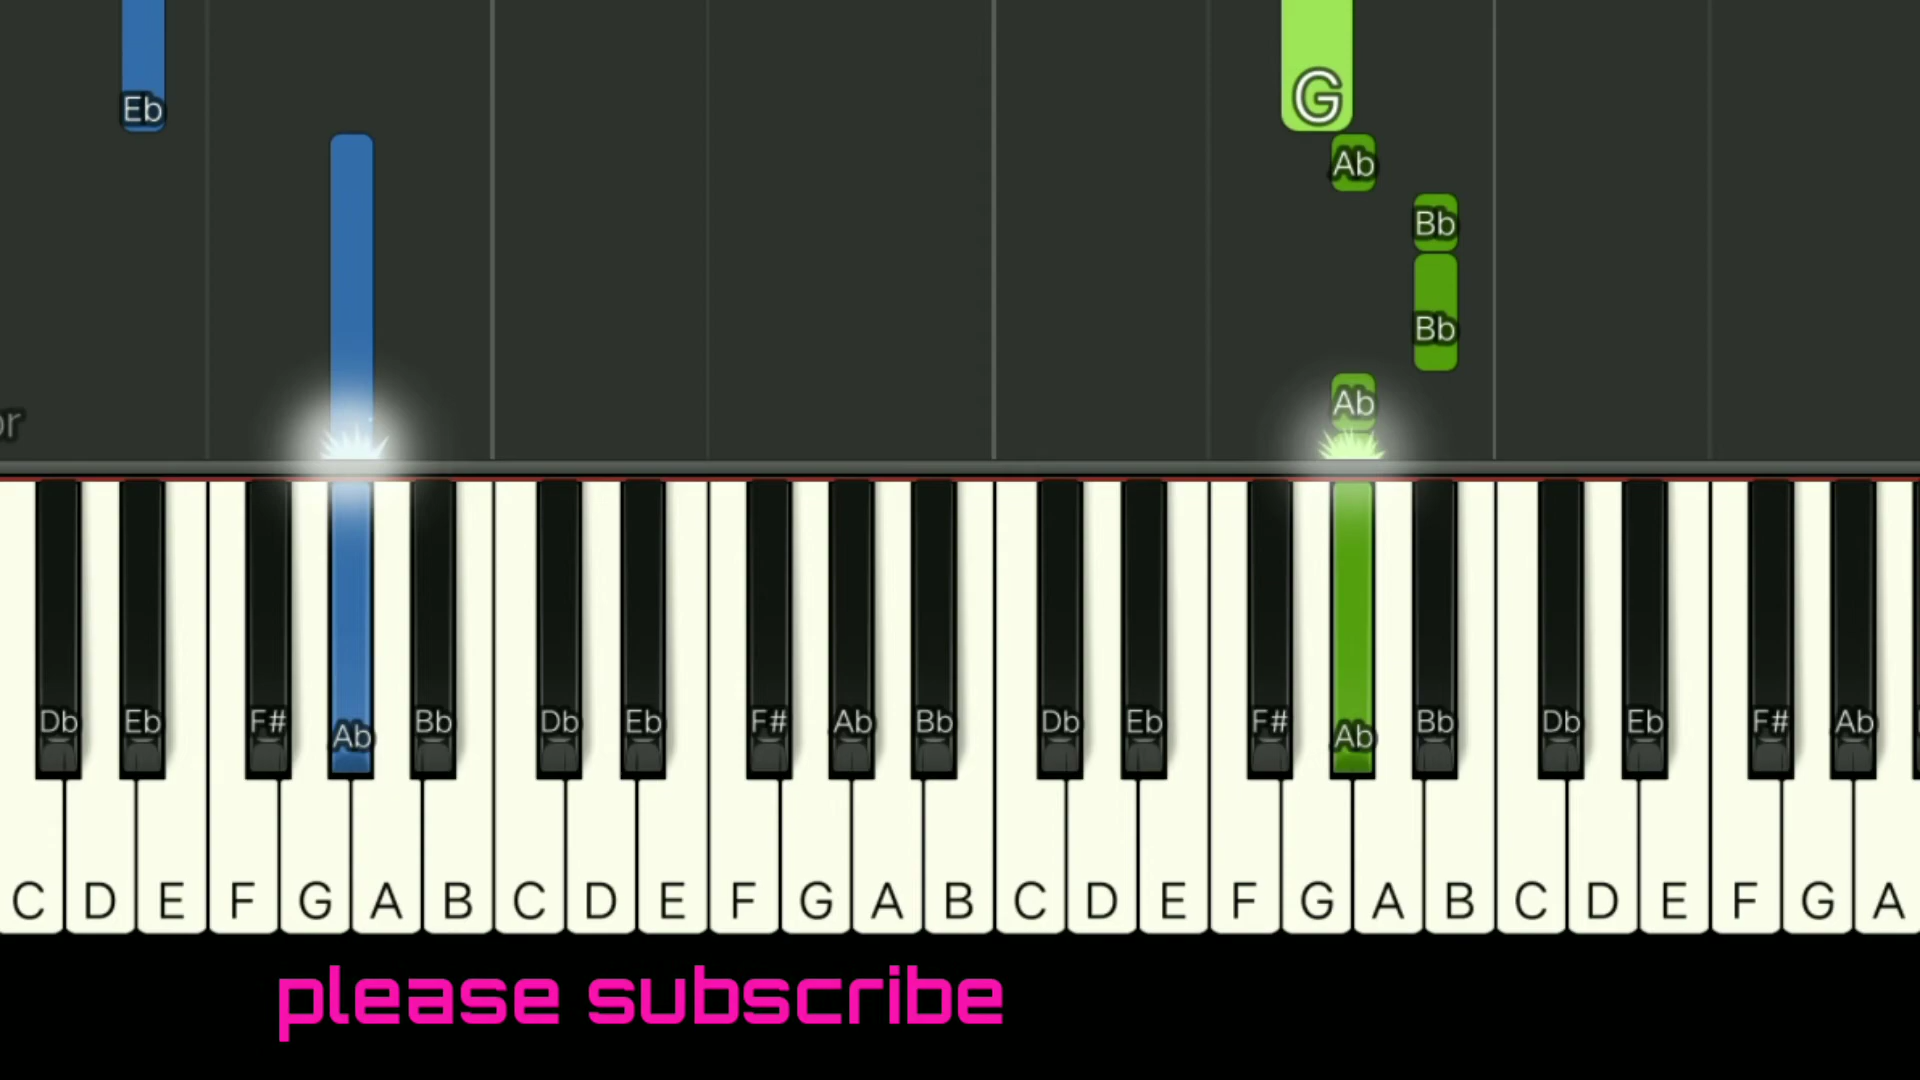 Eb
G
Ab
Bb
Bb
Ab
or
Db Eb F# Ab Bb Db Eb F# Ab Bb Db Eb F# Ab Bb Db Eb F# Ab
C D E F G A B C D E F G A B C D E F G A B C D E F G A
please subscribe